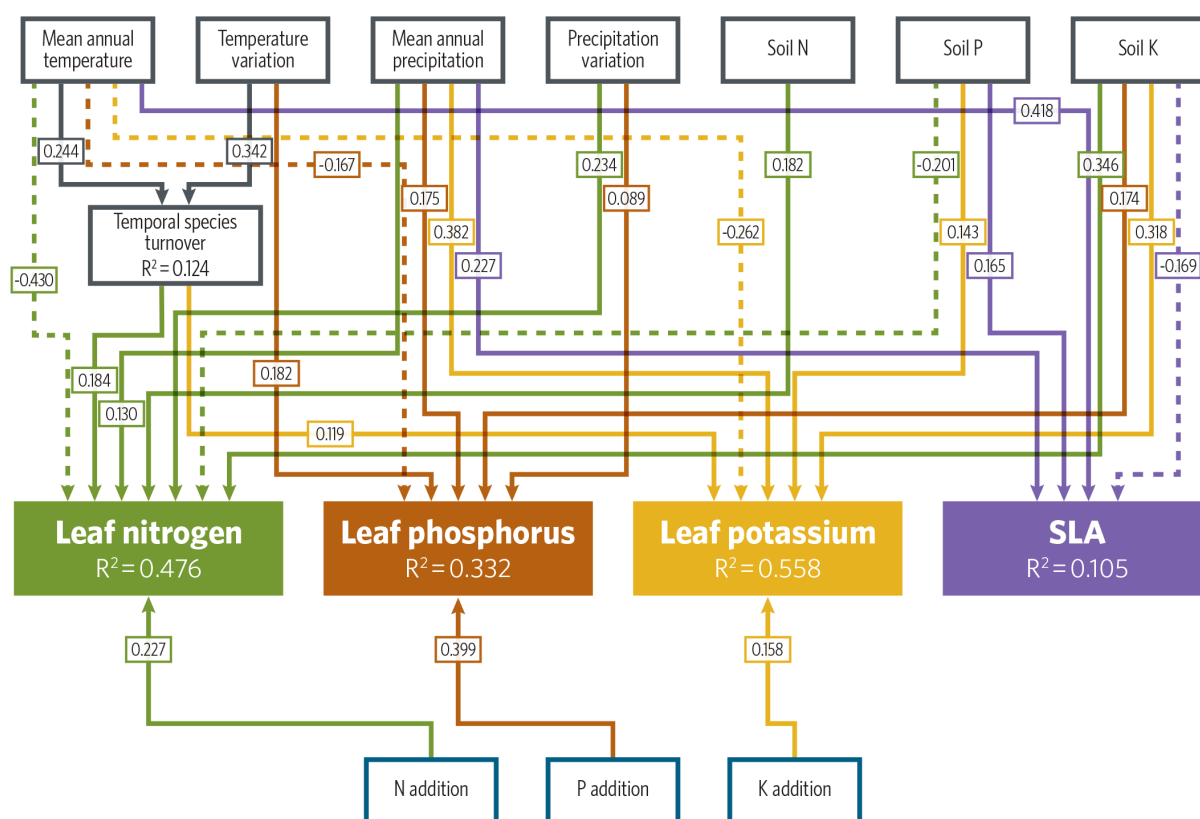 Mean annual
temperature
Temperature
variation
Mean annual
precipitation
Precipitation
variation
Soil N
Soil P
Soil K
0.418
0.244
0.342
-0.167
0.234
0.182
-0.201
0.346
0.175
0.089
0.174
0.382
-0.262
0.143
0.318
0.227
0.165
-0.169
Temporal species
turnover
R² = 0.124
-0.430
0.184
0.182
0.130
0.119
Leaf nitrogen
R² = 0.476
Leaf phosphorus
R² = 0.332
Leaf potassium
R² = 0.558
SLA
R² = 0.105
0.227
0.399
0.158
N addition
P addition
K addition